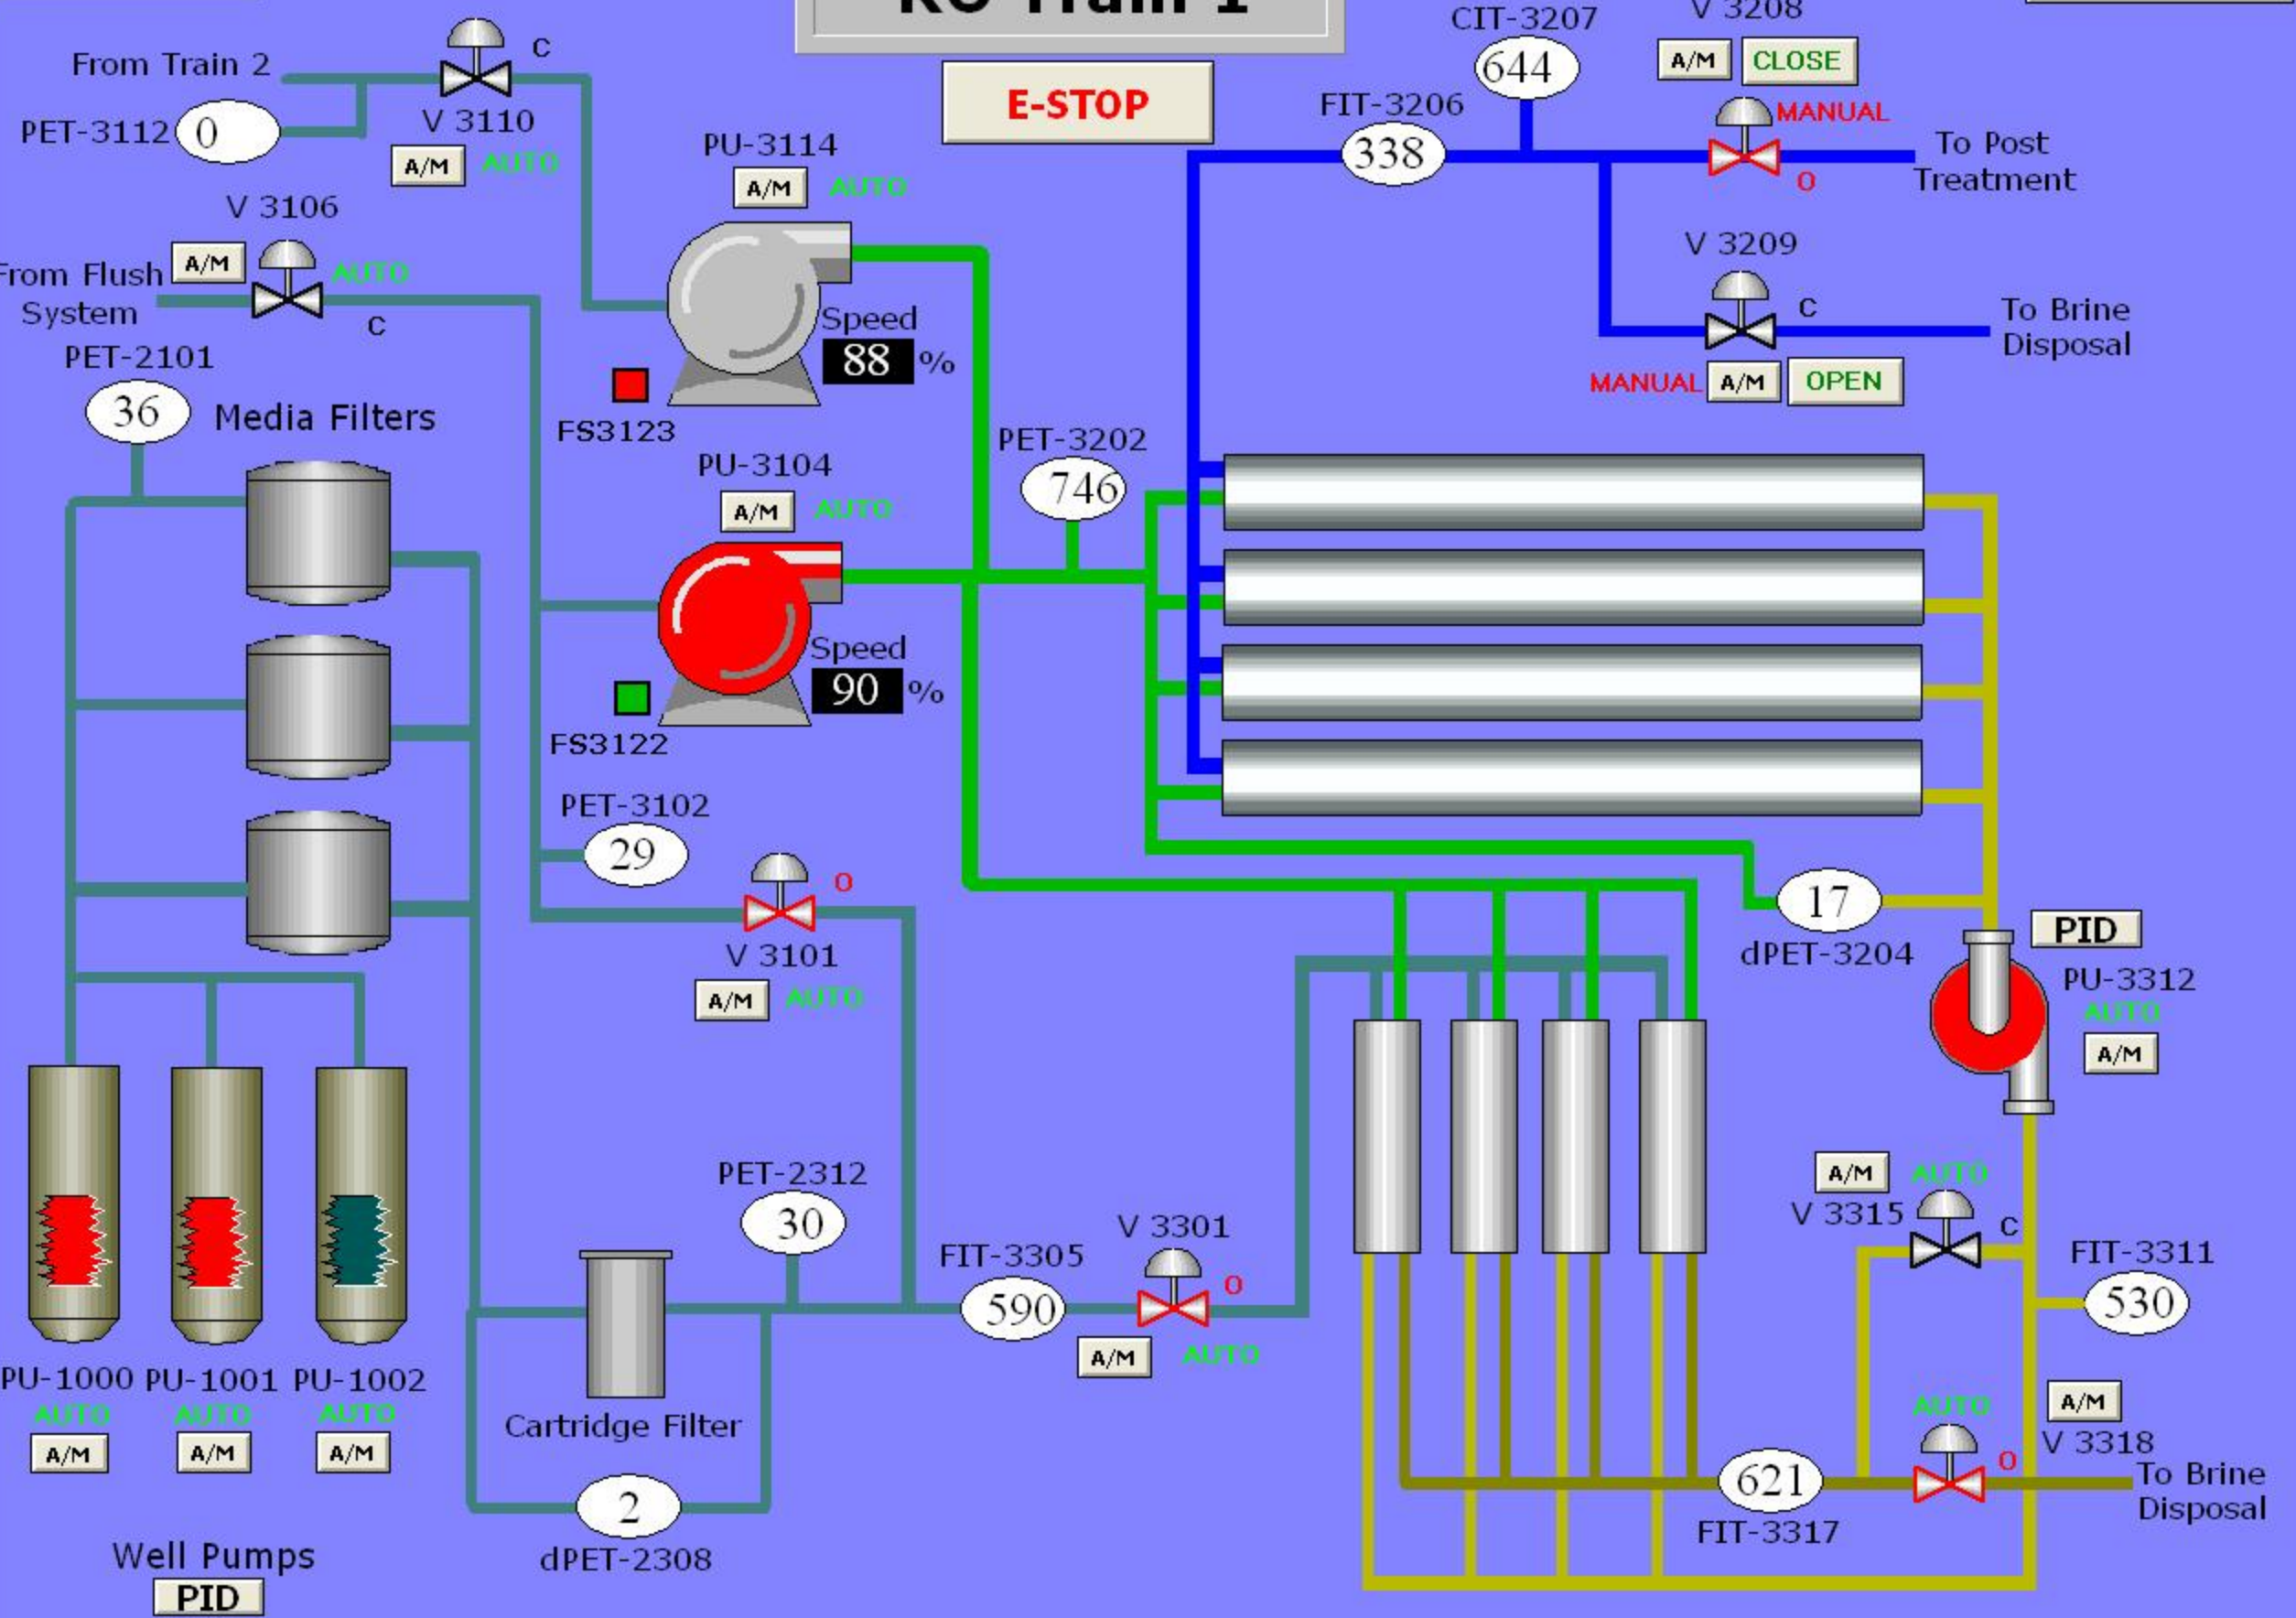 RO Train 1
E-STOP
From Train 2
C
PET-3112
0
V 3110
A/M
AUTO
V 3106
A/M
AUTO
From Flush
System
C
PU-3114
A/M
AUTO
Speed
88 %
FS3123
CIT-3207
644
V 3208
A/M
CLOSE
FIT-3206
338
MANUAL
O
To Post
Treatment
V 3209
C
To Brine
Disposal
MANUAL
A/M
OPEN
PET-2101
36
Media Filters
PU-3104
A/M
AUTO
Speed
90 %
FS3122
PET-3202
746
PET-3102
29
O
V 3101
A/M
AUTO
17
dPET-3204
PID
PU-3312
AUTO
A/M
PET-2312
30
FIT-3305
590
V 3301
O
A/M
AUTO
A/M
AUTO
V 3315
C
FIT-3311
530
PU-1000
PU-1001
PU-1002
AUTO
AUTO
AUTO
A/M
A/M
A/M
Cartridge Filter
2
dPET-2308
Well Pumps
PID
621
FIT-3317
AUTO
A/M
O
V 3318
To Brine
Disposal